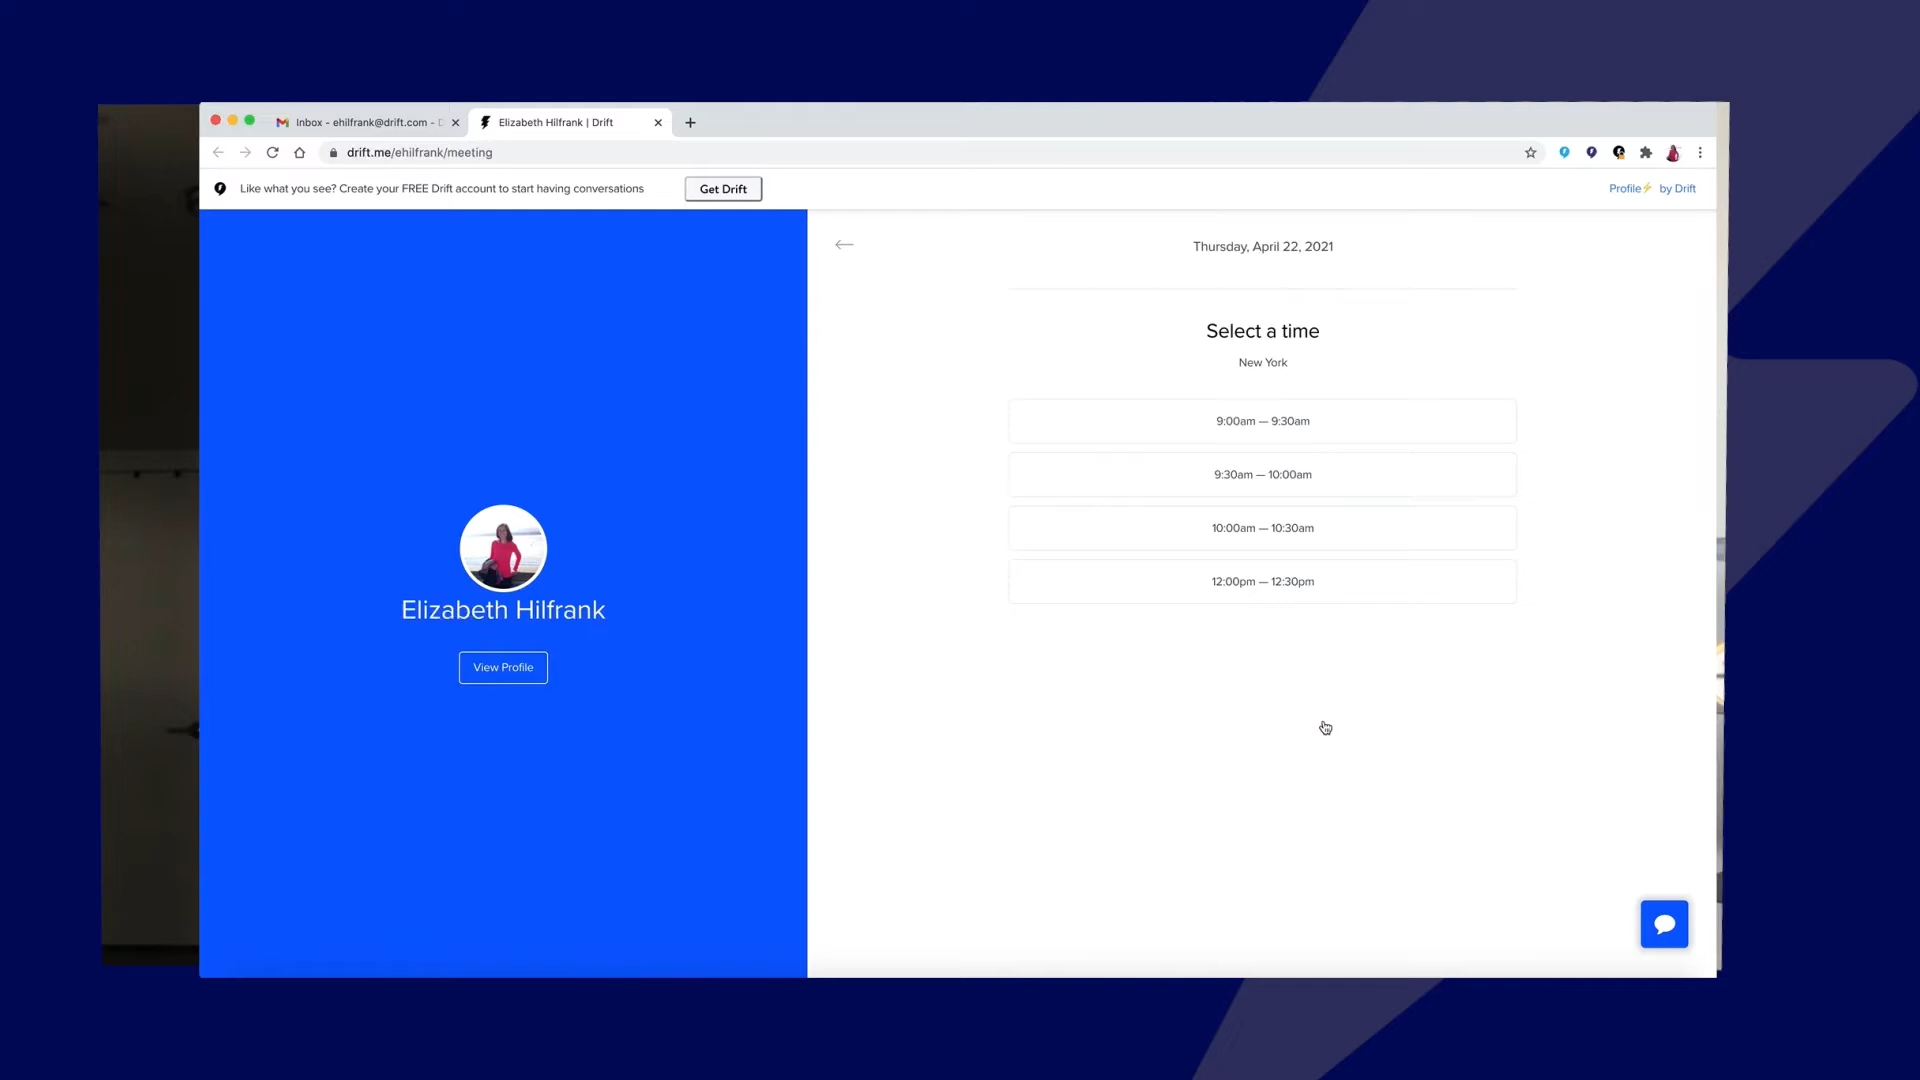 Inbox - ehilfrank@drift.com -
Elizabeth Hilfrank | Drift
drift.me/ehilfrank/meeting
Like what you see? Create your FREE Drift account to start having conversations
Get Drift
Profile⚡ by Drift
Thursday, April 22, 2021
Select a time
New York
9:00am — 9:30am
9:30am — 10:00am
10:00am — 10:30am
12:00pm — 12:30pm
Elizabeth Hilfrank
View Profile